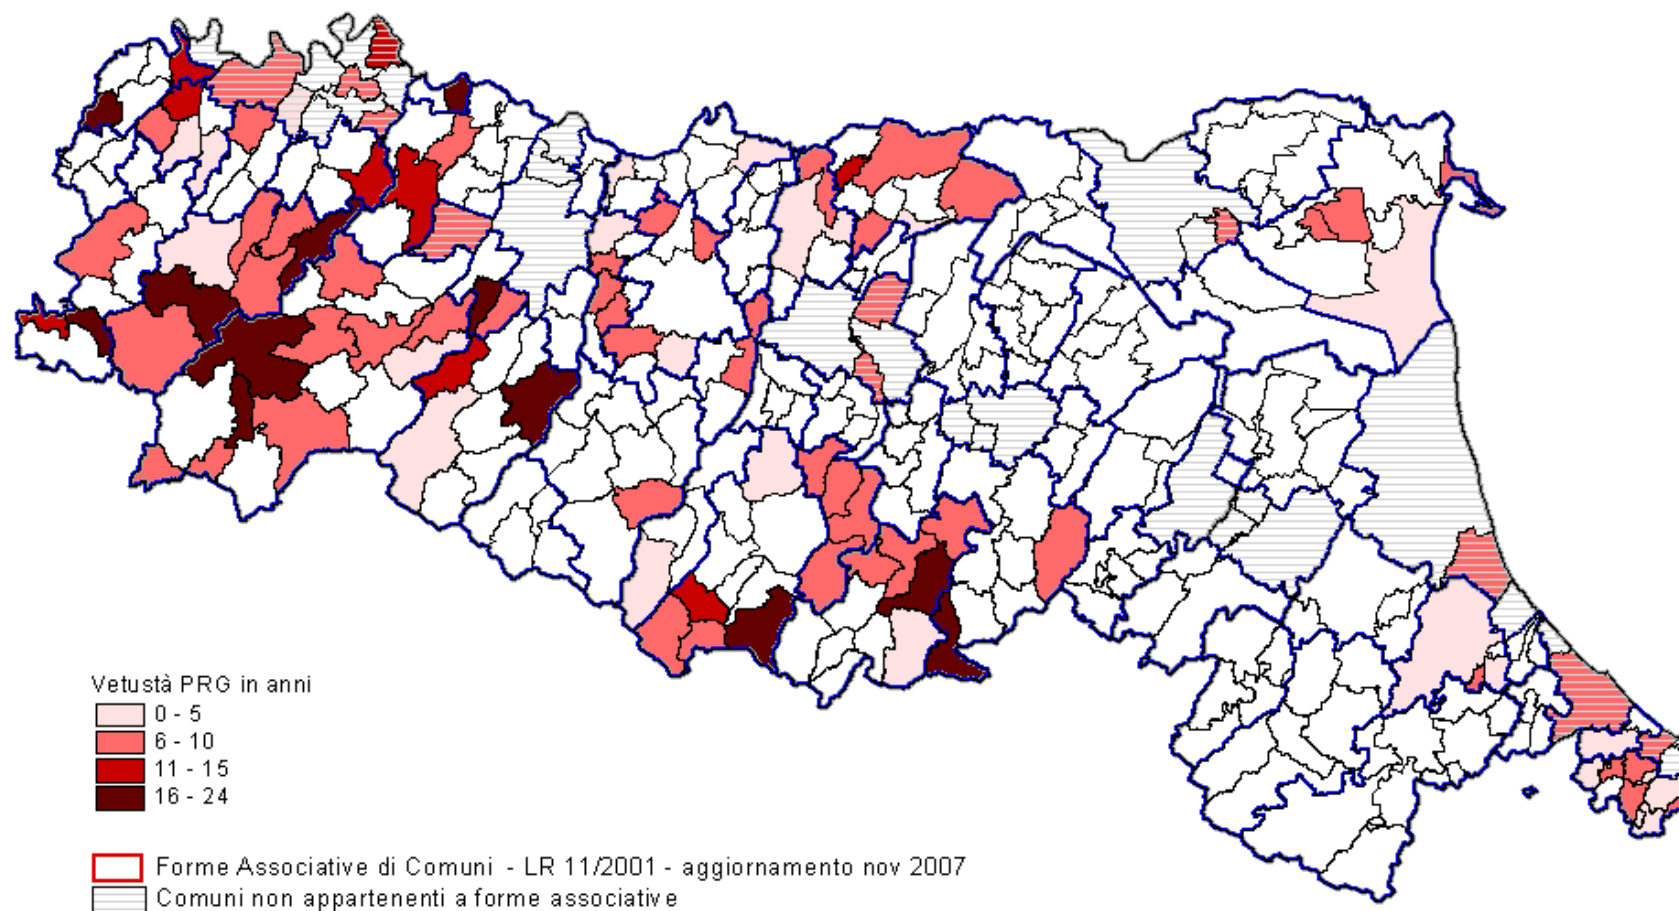 Vetustà PRG in anni
0 - 5
6 - 10
11 - 15
16 - 24
Forme Associative di Comuni - LR 11/2001 - aggiornamento nov 2007
Comuni non appartenenti a forme associative